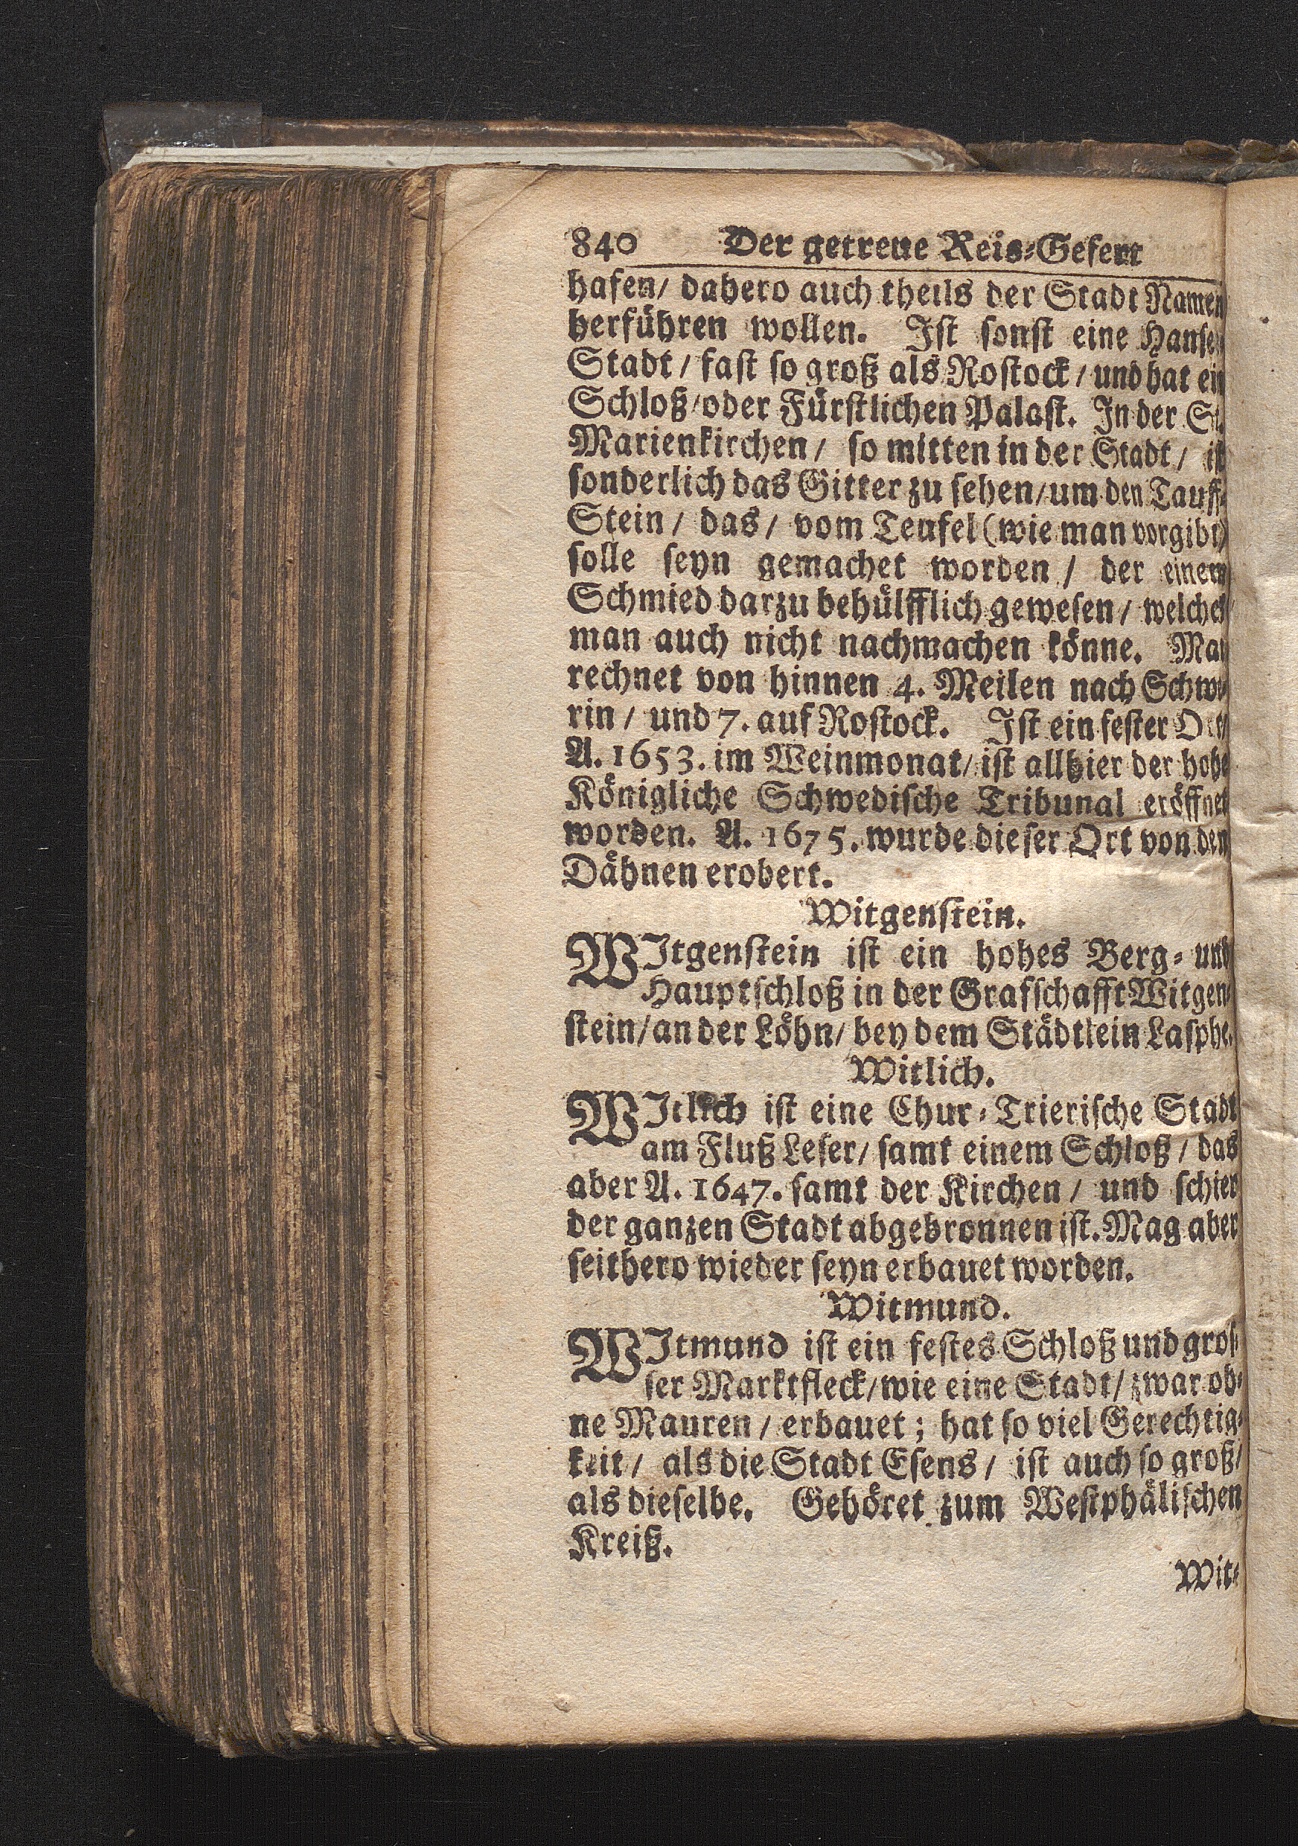 840 Der getreue Reis-Gefert
hafen/ dahero auch theils der Stadt Namen
herführen wollen. Ist sonst eine Hansee
Stadt/ fast so groß als Rostock/ und hat ein
Schloß/ oder Fürstlichen Palast. In der St.
Marienkirchen/ so mitten in der Stadt/ ist
sonderlich das Gitter zu sehen/ um den Tauff-
Stein/ das/ vom Teufel (wie man vorgibt)
solle seyn gemachet worden/ der einem
Schmied darzu behülfflich gewesen/ welches
man auch nicht nachmachen könne. Man
rechnet von hinnen 4. Meilen nach Schwe-
rin/ und 7. auf Rostock. Ist ein fester Ort/
A. 1653. im Weinmonat/ ist allhier der hohe
Königliche Schwedische Tribunal eröffnet
worden. A. 1675. wurde dieser Ort von den
Dähnen erobert.
Witgenstein.
WItgenstein ist ein hohes Berg- und
Hauptschloß in der Grafschafft Witgen-
stein/ an der Löhn/ bey dem Städtlein Lasphe.
Witlich.
WItlich ist eine Chur-Trierische Stadt
am Fluß Leser/ samt einem Schloß/ das
aber A. 1647. samt der Kirchen/ und schier
der ganzen Stadt abgebronnen ist. Mag aber
seithero wieder seyn erbauet worden.
Witmund.
WItmund ist ein festes Schloß und gros-
ser Marktfleck/ wie eine Stadt/ zwar oh-
ne Mauren/ erbauet; hat so viel Gerechtig-
keit/ als die Stadt Esens/ ist auch so groß/
als dieselbe. Gehöret zum Westphälischen
Kreiß.
Wit-